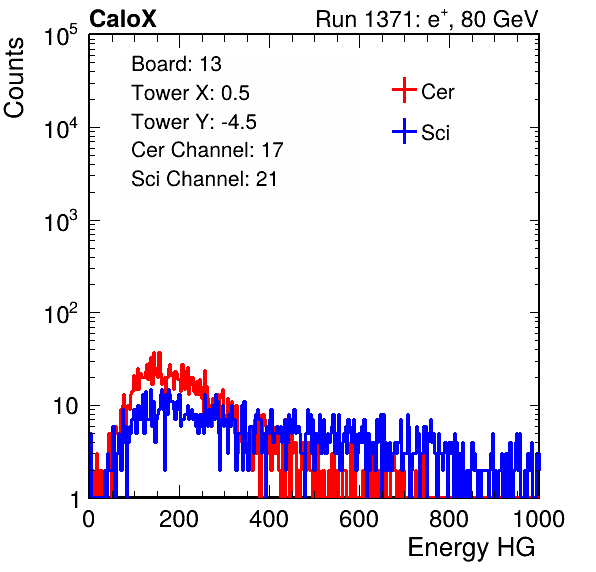 CaloX Run 1371: e⁺, 80 GeV
Counts
Board: 13
Tower X: 0.5
Tower Y: -4.5
Cer Channel: 17
Sci Channel: 21
Cer
Sci
10⁵
10⁴
10³
10²
10
1
0 200 400 600 800 1000
Energy HG